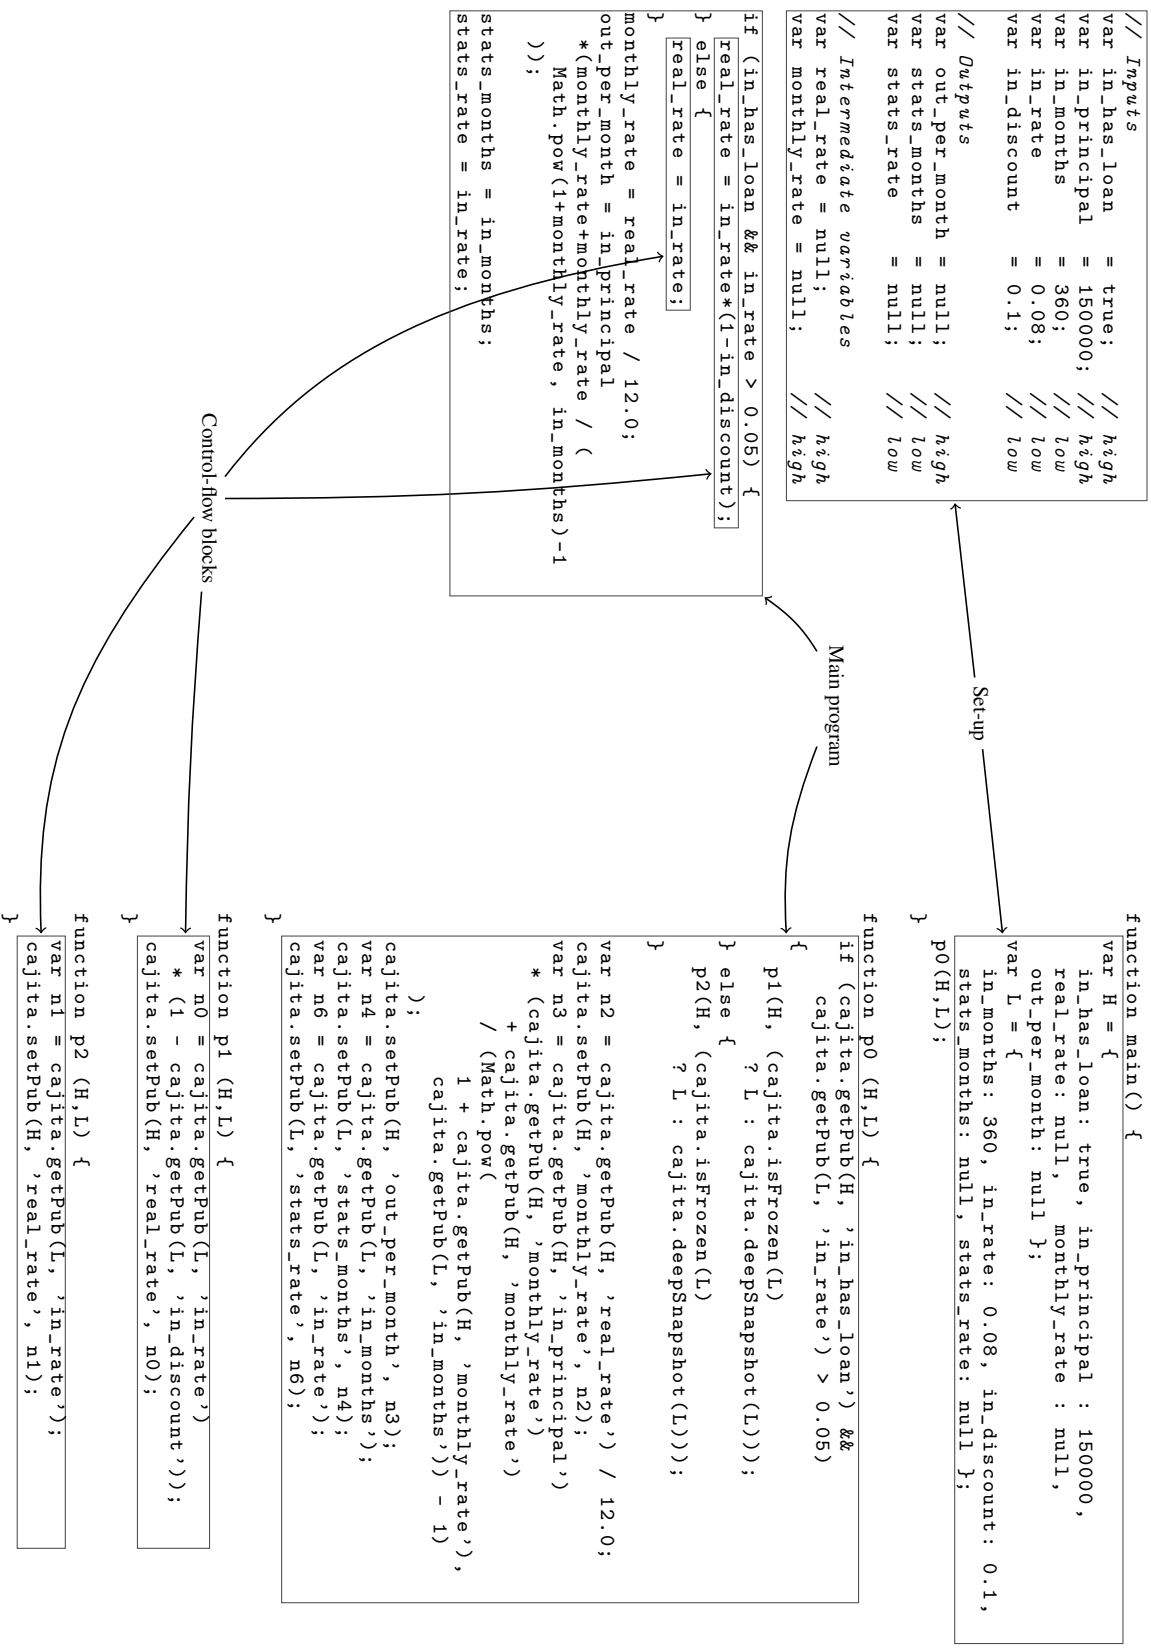 // Inputs
var in_has_loan = true; // high
var in_principal = 150000; // high
var in_months = 360; // low
var in_rate = 0.08; // low
var in_discount = 0.1; // low
// Outputs
var out_per_month = null; // high
var stats_months = null; // low
var stats_rate = null; // low
// Intermediate variables
var real_rate = null; // high
var monthly_rate = null; // high
if (in_has_loan && in_rate > 0.05) {
real_rate = in_rate*(1-in_discount);
} else {
real_rate = in_rate;
}
monthly_rate = real_rate / 12.0;
out_per_month = in_principal
*(monthly_rate+monthly_rate / (
Math.pow(1+monthly_rate, in_months)-1
));
stats_months = in_months;
stats_rate = in_rate;
Set-up
Main program
Control-flow blocks
function main() {
var H = {
in_has_loan: true, in_principal : 150000,
real_rate: null, monthly_rate : null,
out_per_month: null };
var L = {
in_months: 360, in_rate: 0.08, in_discount: 0.1,
stats_months: null, stats_rate: null };
p0(H,L);
}
function p0 (H,L) {
if (cajita.getPub(H, 'in_has_loan') &&
cajita.getPub(L, 'in_rate') > 0.05)
{
p1(H, (cajita.isFrozen(L)
? L : cajita.deepSnapshot(L)));
} else {
p2(H, (cajita.isFrozen(L)
? L : cajita.deepSnapshot(L)));
}
var n2 = cajita.getPub(H, 'real_rate') / 12.0;
cajita.setPub(H, 'monthly_rate', n2);
var n3 = cajita.getPub(H, 'in_principal')
* (cajita.getPub(H, 'monthly_rate')
+ cajita.getPub(H, 'monthly_rate')
/ (Math.pow(
1 + cajita.getPub(H, 'monthly_rate'),
cajita.getPub(L, 'in_months')) - 1)
);
cajita.setPub(H, 'out_per_month', n3);
var n4 = cajita.getPub(L, 'in_months');
cajita.setPub(L, 'stats_months', n4);
var n6 = cajita.getPub(L, 'in_rate');
cajita.setPub(L, 'stats_rate', n6);
}
function p1 (H,L) {
var n0 = cajita.getPub(L, 'in_rate')
* (1 - cajita.getPub(L, 'in_discount'));
cajita.setPub(H, 'real_rate', n0);
}
function p2 (H,L) {
var n1 = cajita.getPub(L, 'in_rate');
cajita.setPub(H, 'real_rate', n1);
}